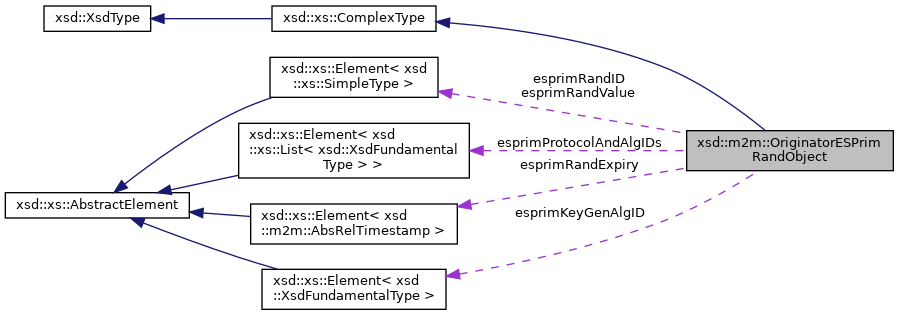 xsd::XsdType
xsd::xs::ComplexType
xsd::xs::Element< xsd
::xs::SimpleType >
esprimRandID
esprimRandValue
xsd::xs::Element< xsd
::xs::List< xsd::XsdFundamental
Type > >
esprimProtocolAndAlgIDs
xsd::m2m::OriginatorESPrim
RandObject
esprimRandExpiry
xsd::xs::AbstractElement
xsd::xs::Element< xsd
::m2m::AbsRelTimestamp >
esprimKeyGenAlgID
xsd::xs::Element< xsd
::XsdFundamentalType >